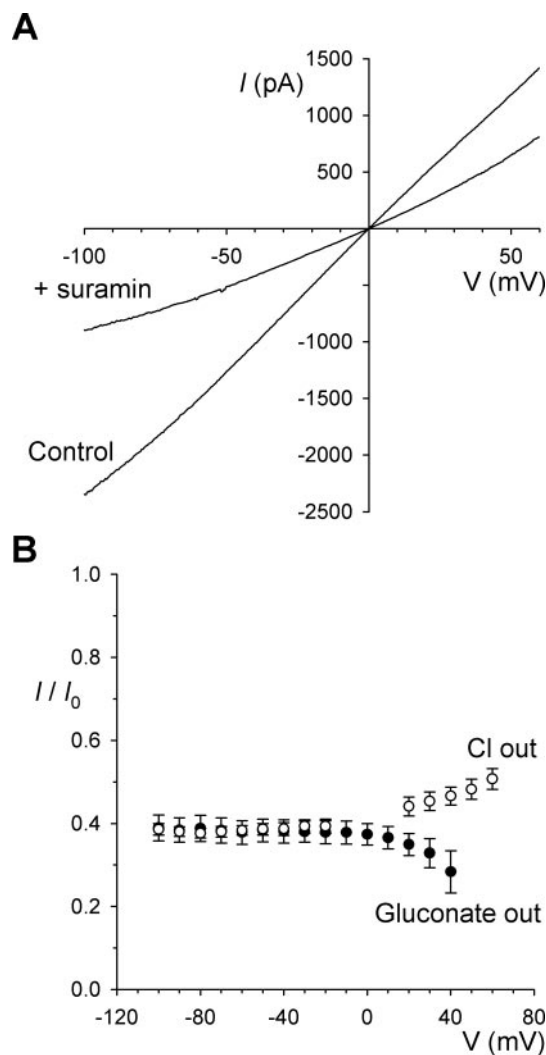 A
I (pA)
1500
1000
500
-100
-50
50
V (mV)
+ suramin
-1000
-1500
Control
-2000
-2500
B
1.0
0.8
I / I0
0.6
Cl out
0.4
Gluconate out
0.2
0.0
-120 -80 -40 0 40 80
V (mV)